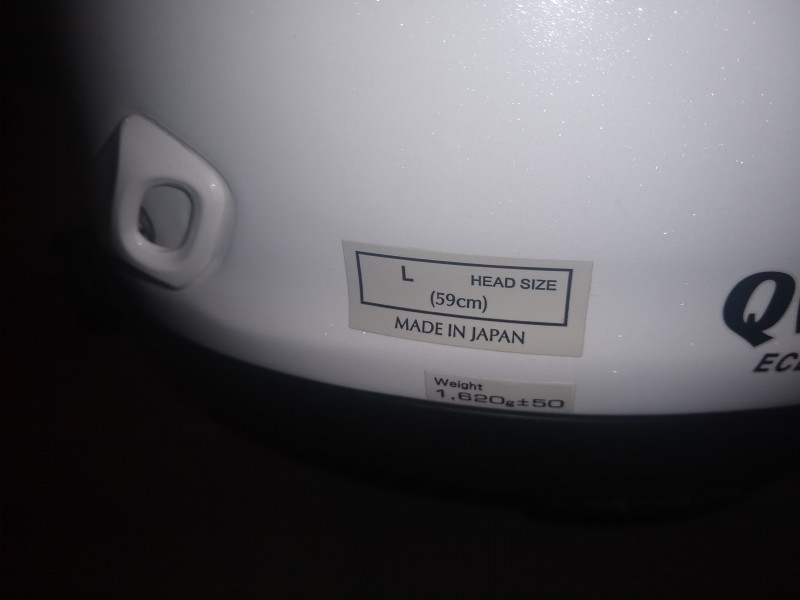 L HEAD SIZE
(59cm)
MADE IN JAPAN
Weight
1,620g±50